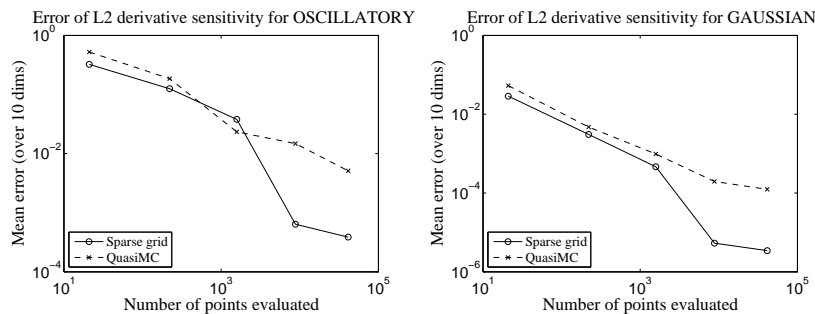 Error of L2 derivative sensitivity for OSCILLATORY
10^0
10^-2
10^-4
Mean error (over 10 dims)
Sparse grid
QuasiMC
10^1
10^3
10^5
Number of points evaluated
Error of L2 derivative sensitivity for GAUSSIAN
10^0
10^-2
10^-4
10^-6
Mean error (over 10 dims)
Sparse grid
QuasiMC
10^1
10^3
10^5
Number of points evaluated